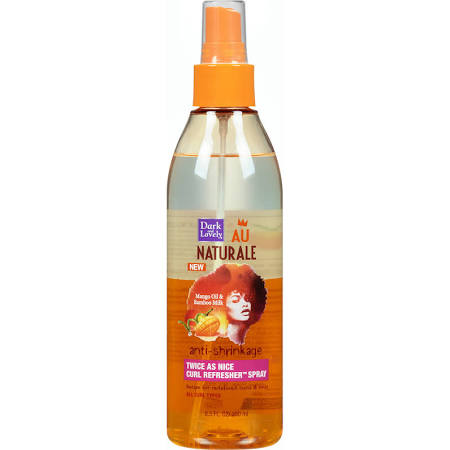 Dark and Lovely
AU
NATURALE
NEW
Mango Oil &
Bamboo Milk
anti-shrinkage
TWICE AS NICE
CURL REFRESHER™ SPRAY
ALL CURL TYPES